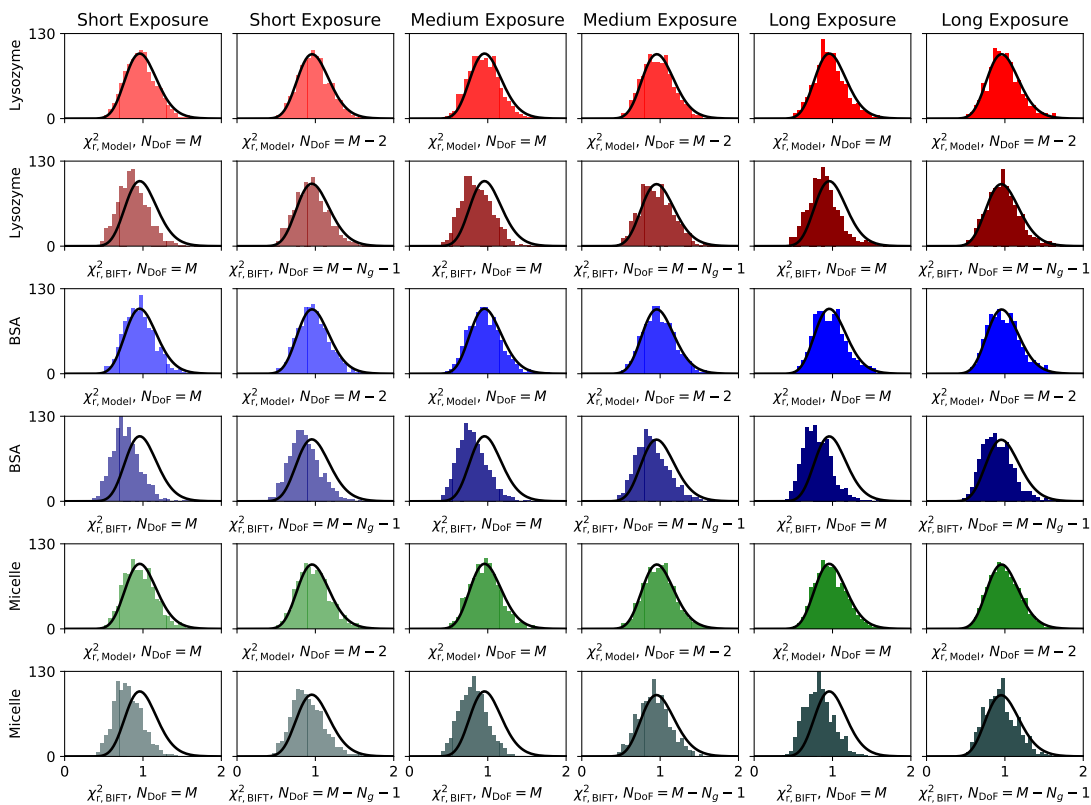 Short Exposure Short Exposure Medium Exposure Medium Exposure Long Exposure Long Exposure
130
Lysozyme
0
χ²r,Model, NDoF = M χ²r,Model, NDoF = M − 2 χ²r,Model, NDoF = M χ²r,Model, NDoF = M − 2 χ²r,Model, NDoF = M χ²r,Model, NDoF = M − 2
130
Lysozyme
0
χ²r,BIFT, NDoF = M χ²r,BIFT, NDoF = M − Ng − 1 χ²r,BIFT, NDoF = M χ²r,BIFT, NDoF = M − Ng − 1 χ²r,BIFT, NDoF = M χ²r,BIFT, NDoF = M − Ng − 1
130
BSA
0
χ²r,Model, NDoF = M χ²r,Model, NDoF = M − 2 χ²r,Model, NDoF = M χ²r,Model, NDoF = M − 2 χ²r,Model, NDoF = M χ²r,Model, NDoF = M − 2
130
BSA
0
χ²r,BIFT, NDoF = M χ²r,BIFT, NDoF = M − Ng − 1 χ²r,BIFT, NDoF = M χ²r,BIFT, NDoF = M − Ng − 1 χ²r,BIFT, NDoF = M χ²r,BIFT, NDoF = M − Ng − 1
130
Micelle
0
χ²r,Model, NDoF = M χ²r,Model, NDoF = M − 2 χ²r,Model, NDoF = M χ²r,Model, NDoF = M − 2 χ²r,Model, NDoF = M χ²r,Model, NDoF = M − 2
130
Micelle
0
0 1 2 0 1 2 0 1 2 0 1 2 0 1 2 0 1 2
χ²r,BIFT, NDoF = M χ²r,BIFT, NDoF = M − Ng − 1 χ²r,BIFT, NDoF = M χ²r,BIFT, NDoF = M − Ng − 1 χ²r,BIFT, NDoF = M χ²r,BIFT, NDoF = M − Ng − 1